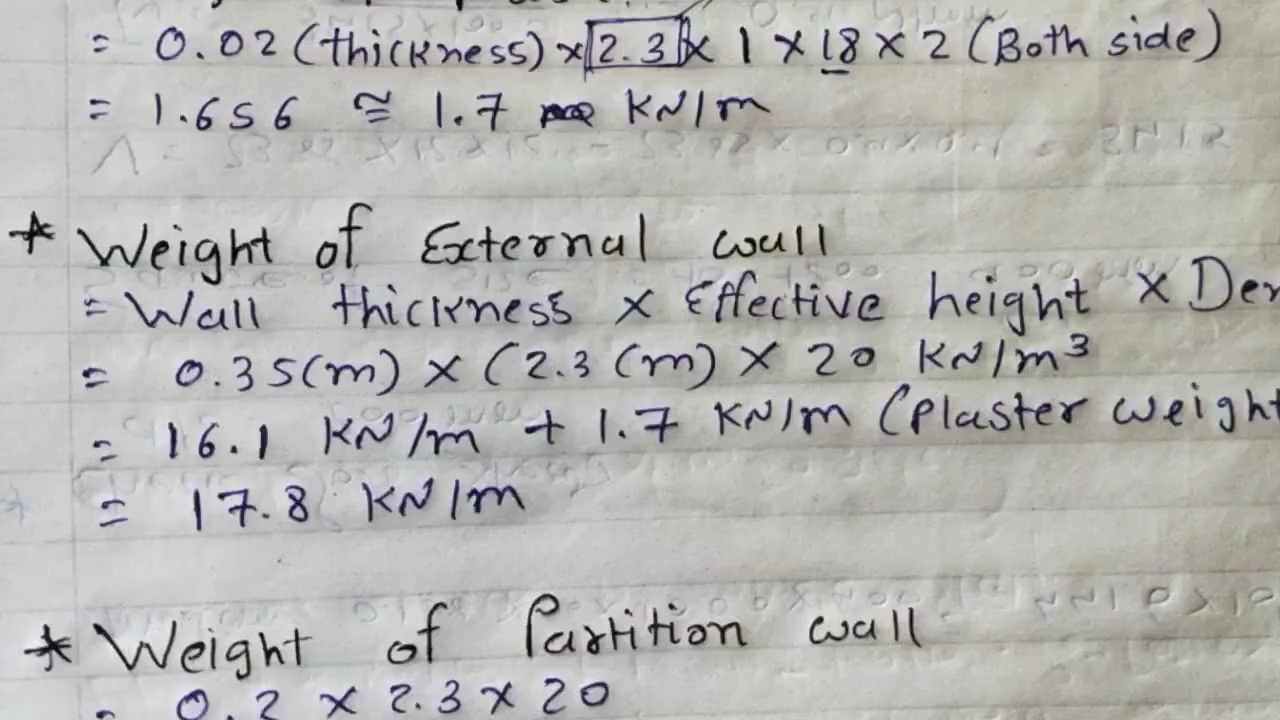 = 0.02 (thickness) × 2.3 × 1 × 18 × 2 (Both side)
= 1.656 ≅ 1.7 KN/m
* Weight of External wall
= Wall thickness × Effective height × Den
= 0.35(m) × (2.3 (m) × 20 KN/m³
= 16.1 KN/m + 1.7 KN/m (Plaster weight
= 17.8 KN/m
* Weight of Partition wall
= 0.2 × 2.3 × 20